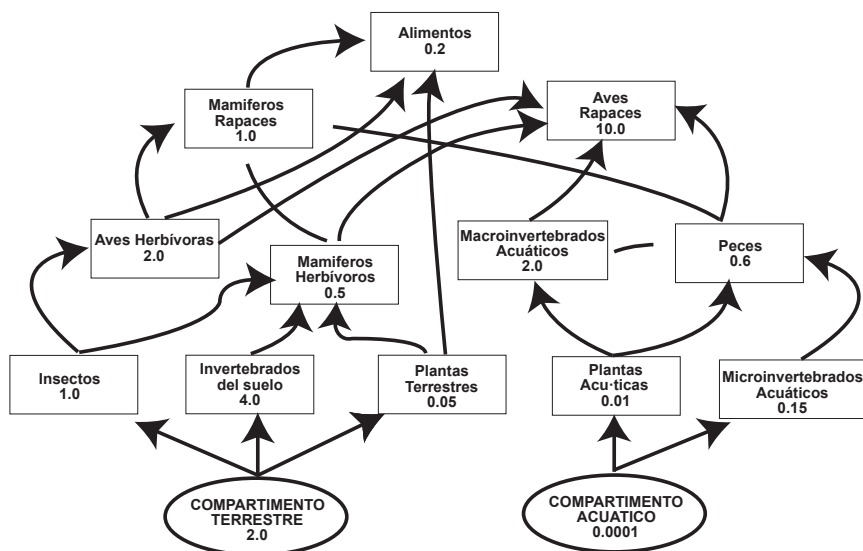 Alimentos
0.2
Mamiferos
Rapaces
1.0
Aves
Rapaces
10.0
Aves Herbívoras
2.0
Mamiferos
Herbívoros
0.5
Macroinvertebrados
Acuáticos
2.0
Peces
0.6
Insectos
1.0
Invertebrados
del suelo
4.0
Plantas
Terrestres
0.05
Plantas
Acu·ticas
0.01
Microinvertebrados
Acuáticos
0.15
COMPARTIMENTO
TERRESTRE
2.0
COMPARTIMENTO
ACUATICO
0.0001